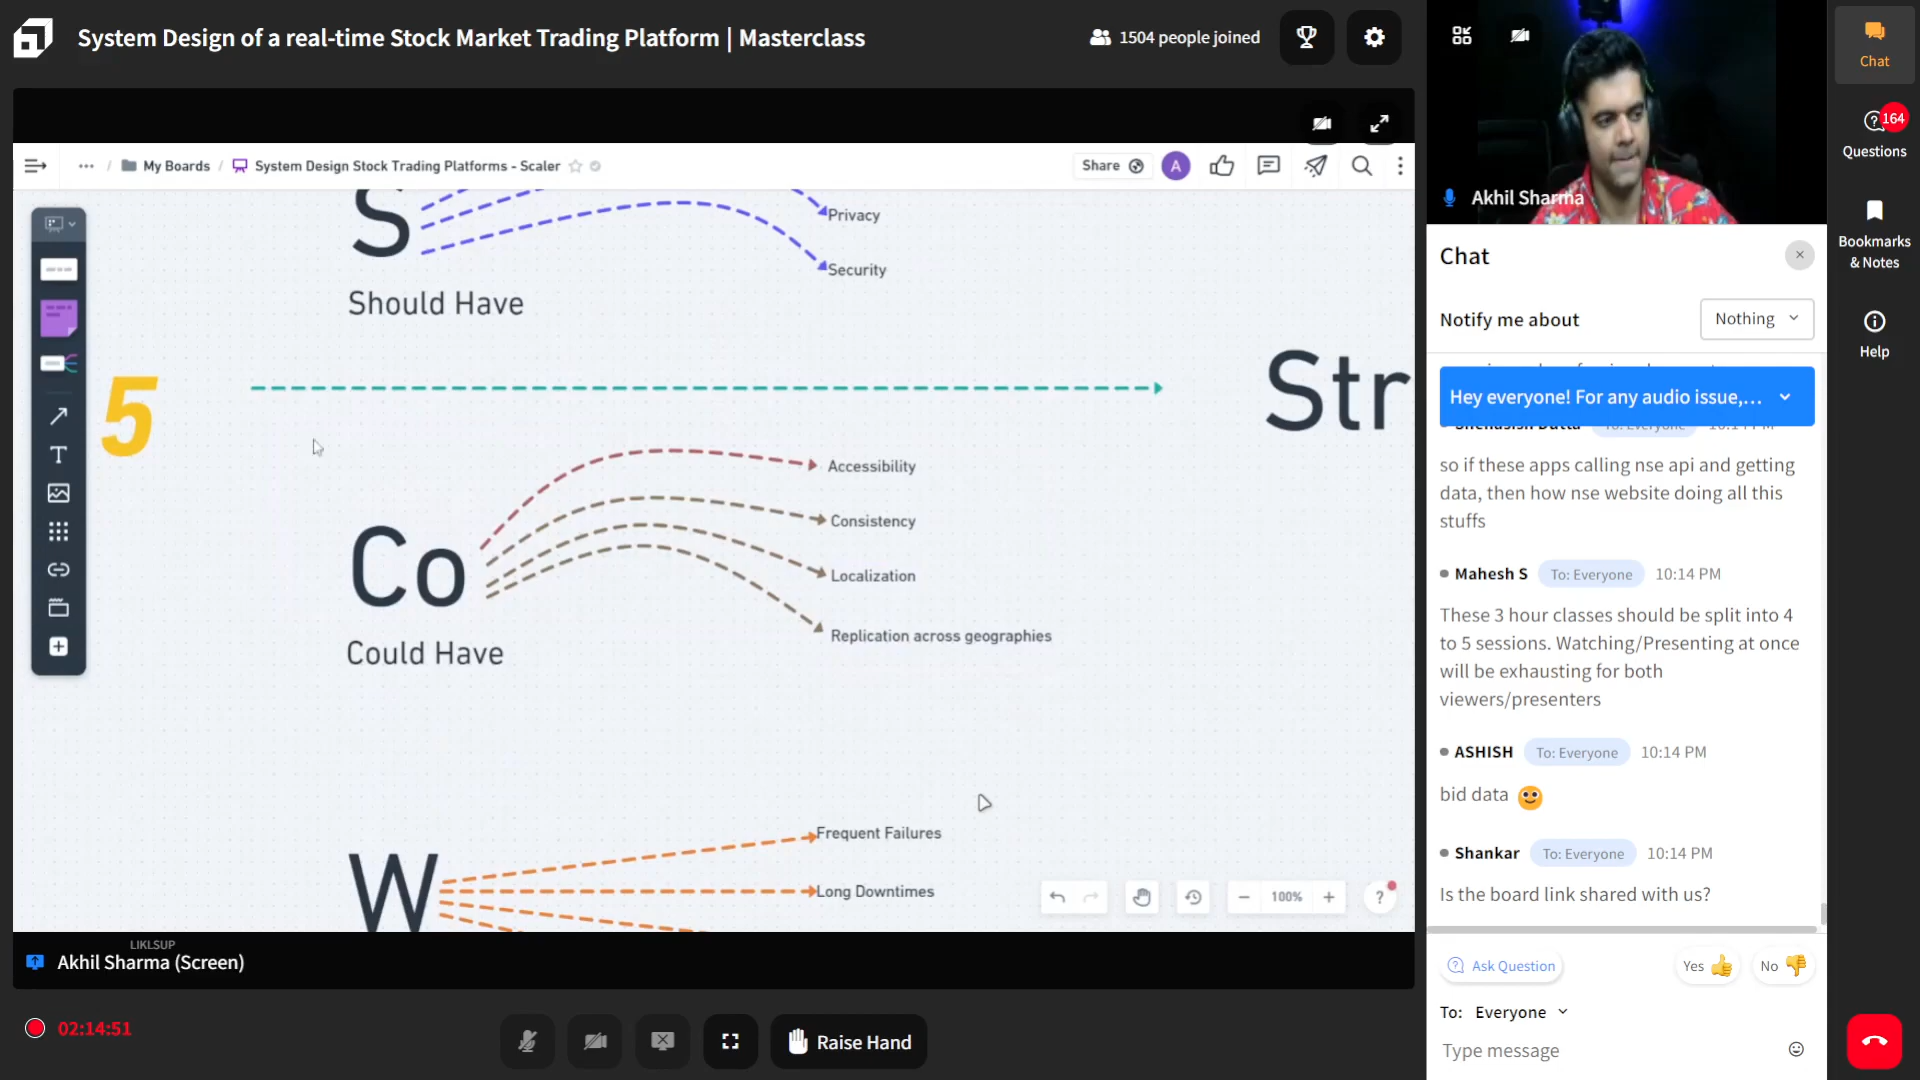 System Design of a real-time Stock Market Trading Platform | Masterclass
1504 people joined
... / My Boards / System Design Stock Trading Platforms - Scaler
Share
A
S
Should Have
Privacy
Security
5
Str
Co
Could Have
Accessibility
Consistency
Localization
Replication across geographies
W
Frequent Failures
Long Downtimes
T
100%
?
LIKLSUP
Akhil Sharma (Screen)
02:14:51
Raise Hand
Akhil Sharma
Chat
Notify me about
Nothing
Hey everyone! For any audio issue,...
To: Everyone
so if these apps calling nse api and getting
data, then how nse website doing all this
stuffs
Mahesh S To: Everyone 10:14 PM
These 3 hour classes should be split into 4
to 5 sessions. Watching/Presenting at once
will be exhausting for both
viewers/presenters
ASHISH To: Everyone 10:14 PM
bid data
Shankar To: Everyone 10:14 PM
Is the board link shared with us?
Ask Question
Yes
No
To: Everyone
Type message
Chat
164
Questions
Bookmarks
& Notes
Help